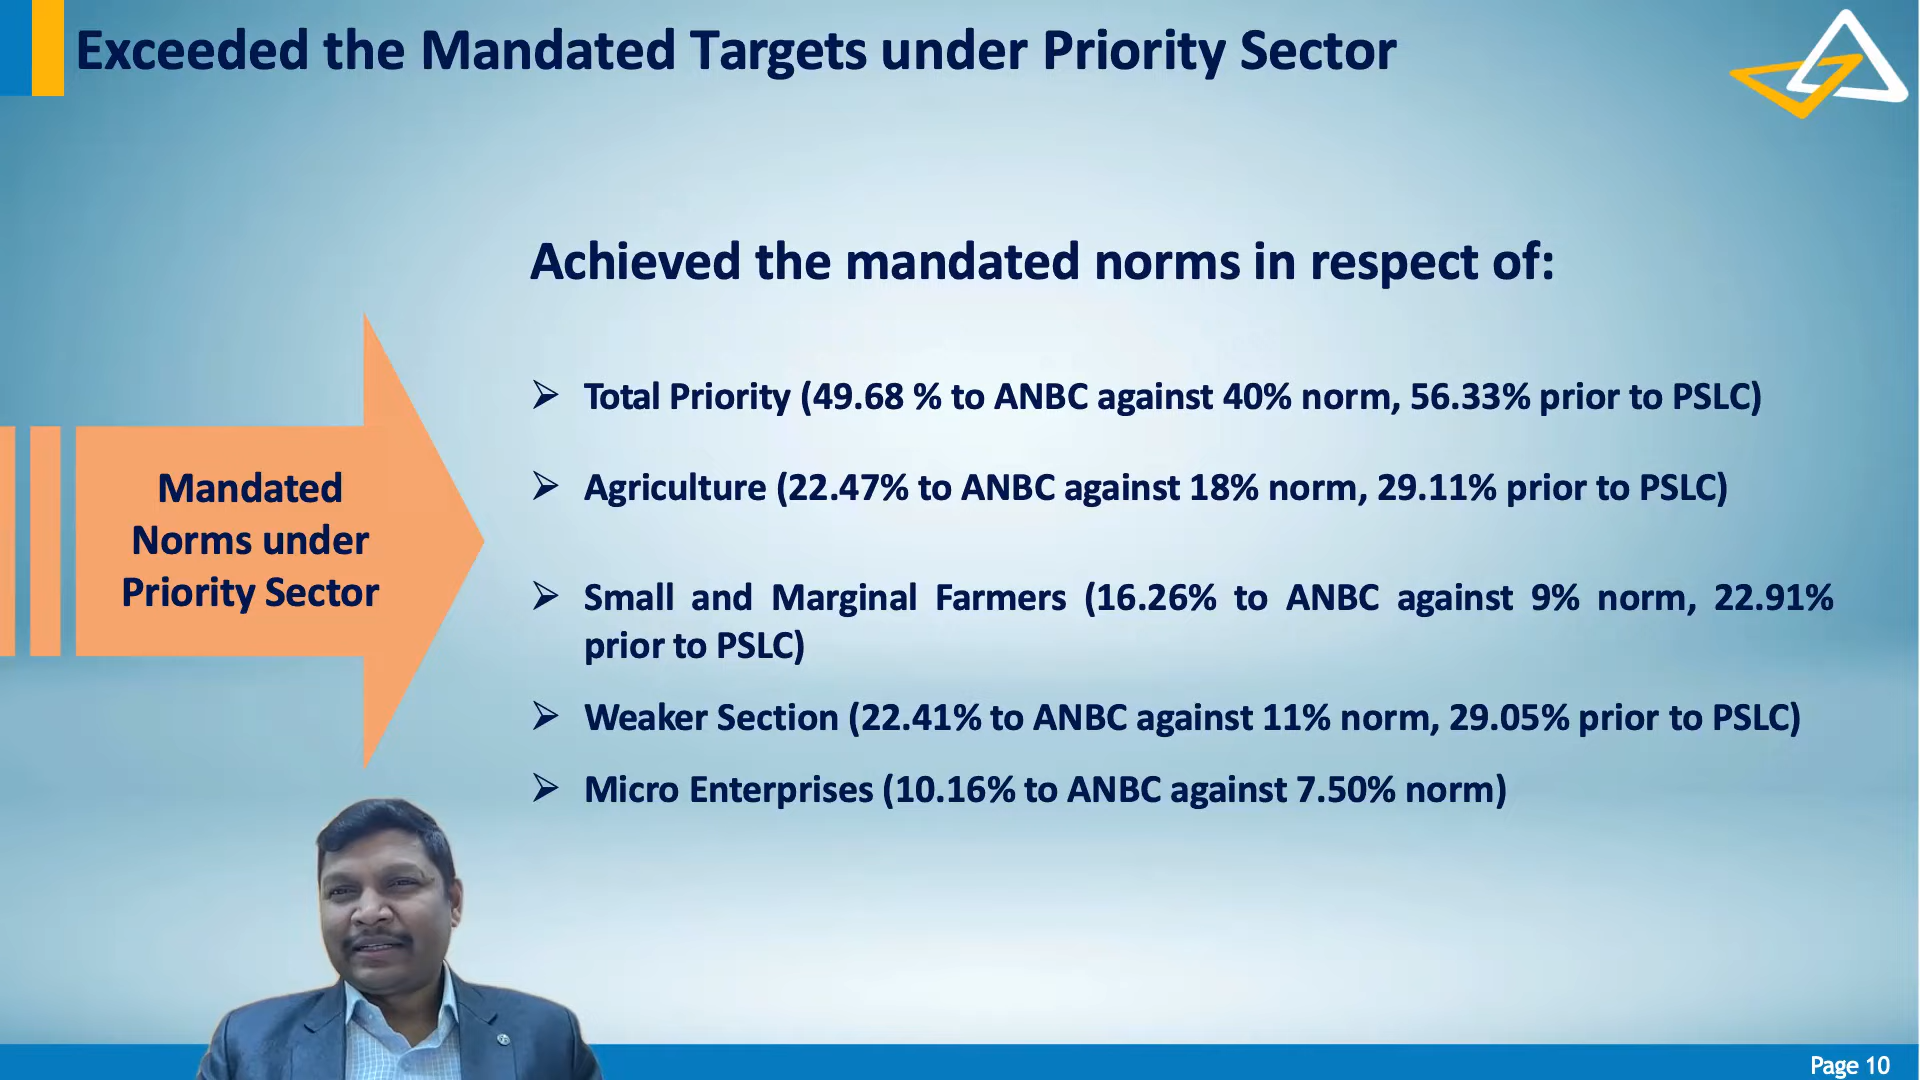 Exceeded the Mandated Targets under Priority Sector
Achieved the mandated norms in respect of:
Mandated
Norms under
Priority Sector
Total Priority (49.68 % to ANBC against 40% norm, 56.33% prior to PSLC)
Agriculture (22.47% to ANBC against 18% norm, 29.11% prior to PSLC)
Small and Marginal Farmers (16.26% to ANBC against 9% norm, 22.91%
prior to PSLC)
Weaker Section (22.41% to ANBC against 11% norm, 29.05% prior to PSLC)
Micro Enterprises (10.16% to ANBC against 7.50% norm)
Page 10